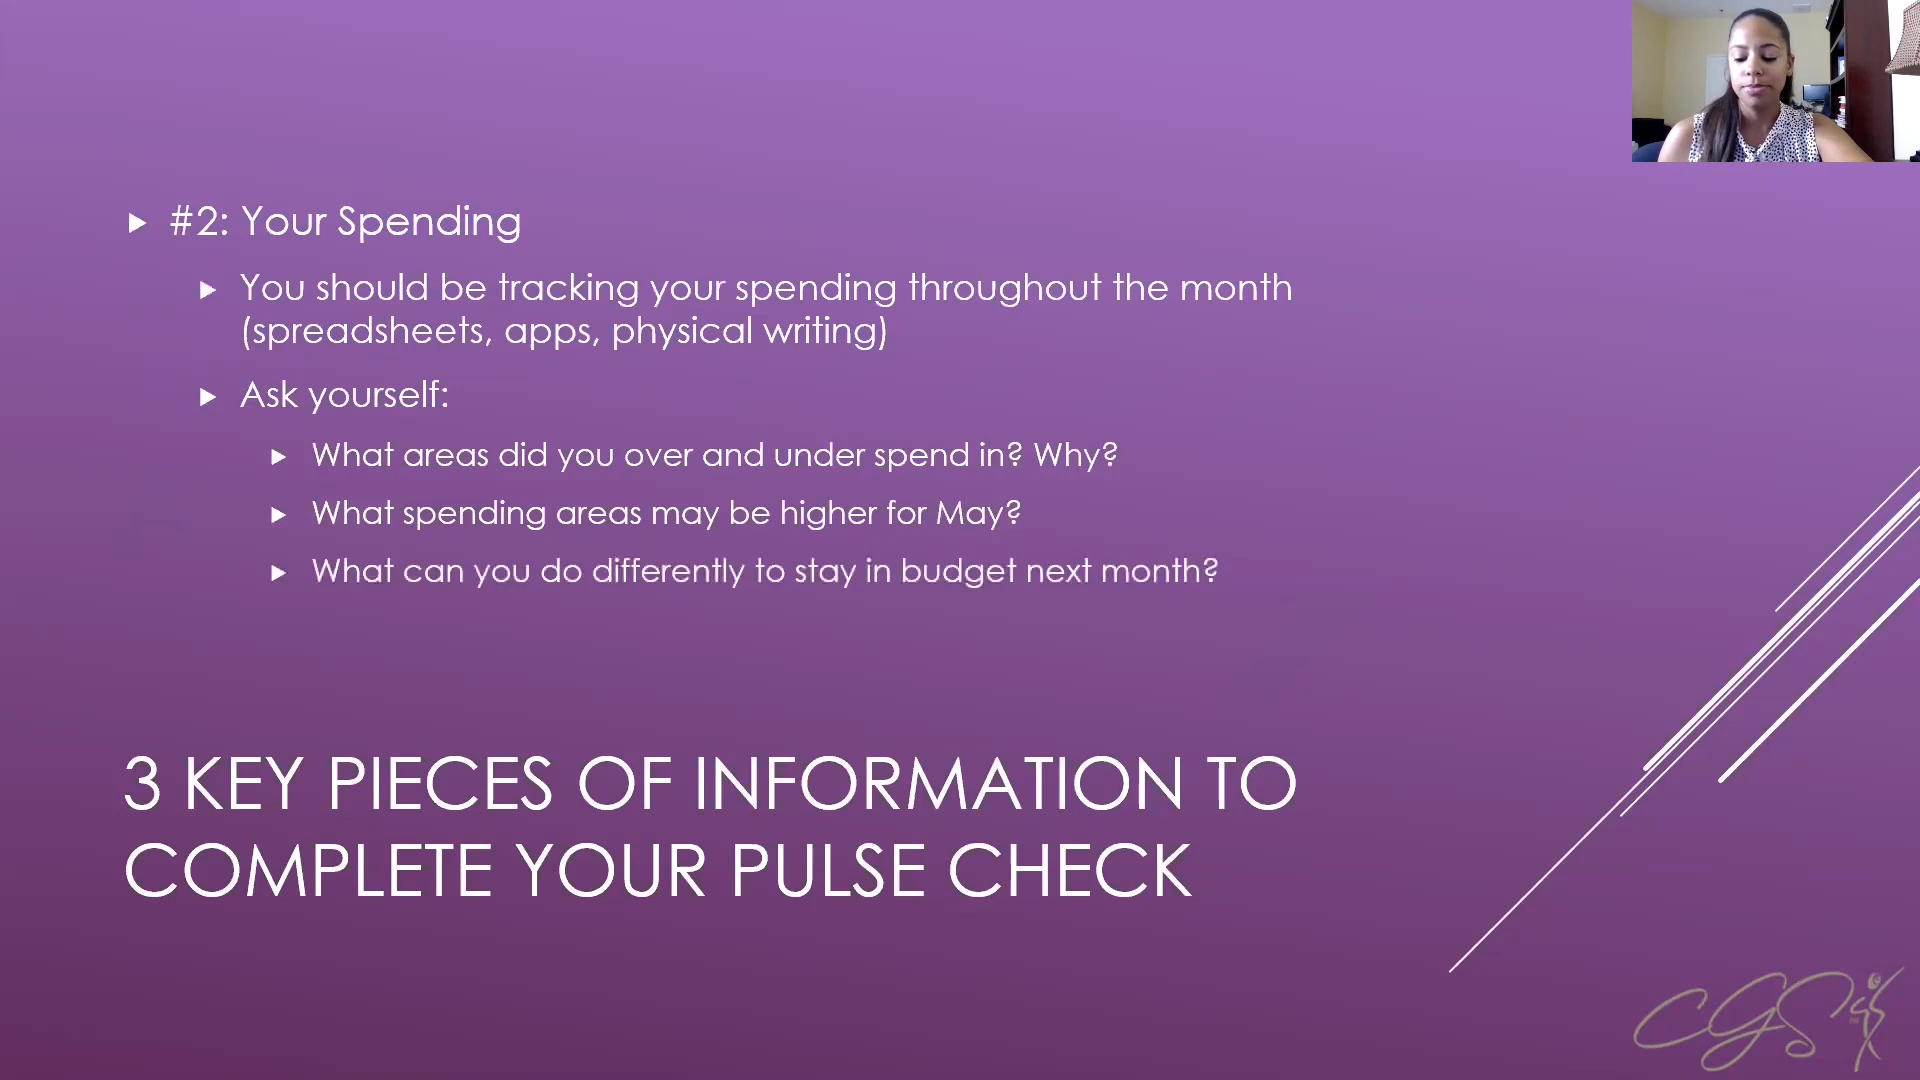 #2: Your Spending
You should be tracking your spending throughout the month
(spreadsheets, apps, physical writing)
Ask yourself:
What areas did you over and under spend in? Why?
What spending areas may be higher for May?
What can you do differently to stay in budget next month?
3 KEY PIECES OF INFORMATION TO
COMPLETE YOUR PULSE CHECK
CGS